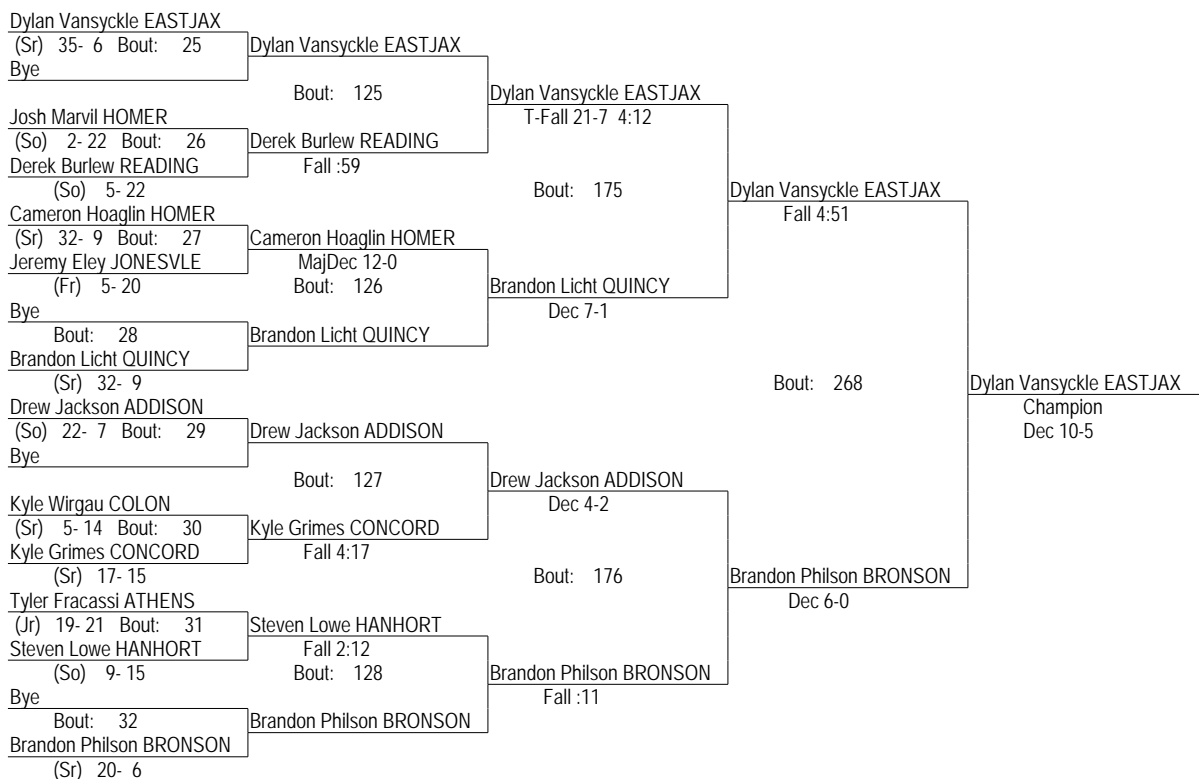 Dylan Vansyckle EASTJAX
(Sr) 35- 6 Bout: 25
Bye
Dylan Vansyckle EASTJAX
Bout: 125
Josh Marvil HOMER
(So) 2- 22 Bout: 26
Derek Burlew READING
(So) 5- 22
Derek Burlew READING
Fall :59
Dylan Vansyckle EASTJAX
T-Fall 21-7 4:12
Bout: 175
Cameron Hoaglin HOMER
(Sr) 32- 9 Bout: 27
Jeremy Eley JONESVLE
(Fr) 5- 20
Cameron Hoaglin HOMER
MajDec 12-0
Bout: 126
Bye
Bout: 28
Brandon Licht QUINCY
(Sr) 32- 9
Brandon Licht QUINCY
Brandon Licht QUINCY
Dec 7-1
Dylan Vansyckle EASTJAX
Fall 4:51
Bout: 268
Drew Jackson ADDISON
(So) 22- 7 Bout: 29
Bye
Drew Jackson ADDISON
Bout: 127
Kyle Wirgau COLON
(Sr) 5- 14 Bout: 30
Kyle Grimes CONCORD
(Sr) 17- 15
Kyle Grimes CONCORD
Fall 4:17
Drew Jackson ADDISON
Dec 4-2
Bout: 176
Tyler Fracassi ATHENS
(Jr) 19- 21 Bout: 31
Steven Lowe HANHORT
(So) 9- 15
Steven Lowe HANHORT
Fall 2:12
Bout: 128
Bye
Bout: 32
Brandon Philson BRONSON
(Sr) 20- 6
Brandon Philson BRONSON
Brandon Philson BRONSON
Fall :11
Brandon Philson BRONSON
Dec 6-0
Dylan Vansyckle EASTJAX
Champion
Dec 10-5